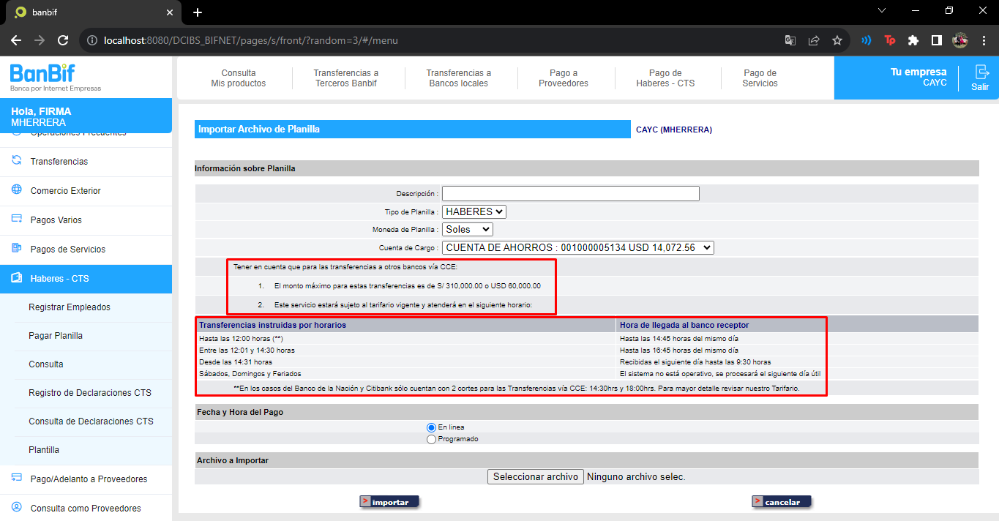 banbif
localhost:8080/DCIBS_BIFNET/pages/s/front/?random=3/#/menu
Tp
BanBif
Banca por Internet Empresas
Consulta
Mis productos
Transferencias a
Terceros Banbif
Transferencias a
Bancos locales
Pago a
Proveedores
Pago de
Haberes - CTS
Pago de
Servicios
Tu empresa
CAYC
Salir
Hola, FIRMA
MHERRERA
Operaciones Frecuentes
Transferencias
Comercio Exterior
Pagos Varios
Pagos de Servicios
Haberes - CTS
Registrar Empleados
Pagar Planilla
Consulta
Registro de Declaraciones CTS
Consulta de Declaraciones CTS
Plantilla
Pago/Adelanto a Proveedores
Consulta como Proveedores
Importar Archivo de Planilla
CAYC (MHERRERA)
Información sobre Planilla
Descripción :
Tipo de Planilla : HABERES
Moneda de Planilla : Soles
Cuenta de Cargo : CUENTA DE AHORROS : 001000005134 USD 14,072.56
Tener en cuenta que para las transferencias a otros bancos vía CCE:
1. El monto máximo para estas transferencias es de S/ 310,000.00 o USD 60,000.00
2. Este servicio estará sujeto al tarifario vigente y atenderá en el siguiente horario:
Transferencias instruidas por horarios Hora de llegada al banco receptor
Hasta las 12:00 horas (**) Hasta las 14:45 horas del mismo día
Entre las 12:01 y 14:30 horas Hasta las 16:45 horas del mismo día
Desde las 14:31 horas Recibidas el siguiente día hasta las 9:30 horas
Sábados, Domingos y Feriados El sistema no está operativo, se procesará el siguiente día útil
**En los casos del Banco de la Nación y Citibank sólo cuentan con 2 cortes para las Transferencias vía CCE: 14:30hrs y 18:00hrs. Para mayor detalle revisar nuestro Tarifario.
Fecha y Hora del Pago
En linea
Programado
Archivo a Importar
Seleccionar archivo Ninguno archivo selec.
> importar
> cancelar